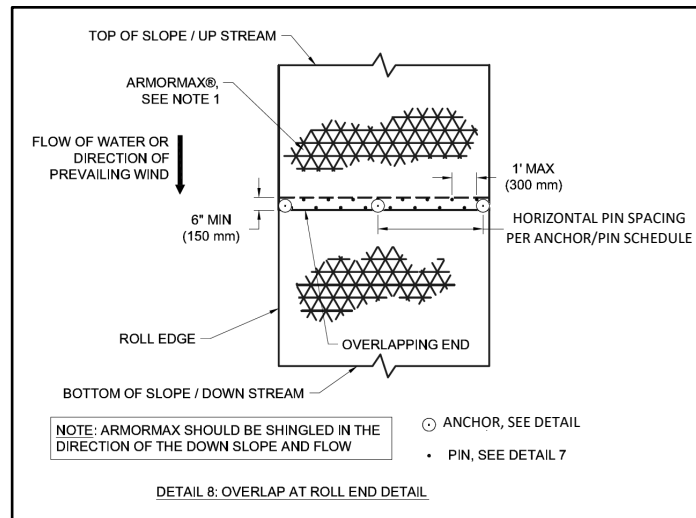 TOP OF SLOPE / UP STREAM
ARMORMAX®,
SEE NOTE 1
FLOW OF WATER OR
DIRECTION OF
PREVAILING WIND
1' MAX
(300 mm)
6" MIN
(150 mm)
HORIZONTAL PIN SPACING
PER ANCHOR/PIN SCHEDULE
ROLL EDGE
OVERLAPPING END
BOTTOM OF SLOPE / DOWN STREAM
NOTE: ARMORMAX SHOULD BE SHINGLED IN THE
DIRECTION OF THE DOWN SLOPE AND FLOW
ANCHOR, SEE DETAIL
PIN, SEE DETAIL 7
DETAIL 8: OVERLAP AT ROLL END DETAIL